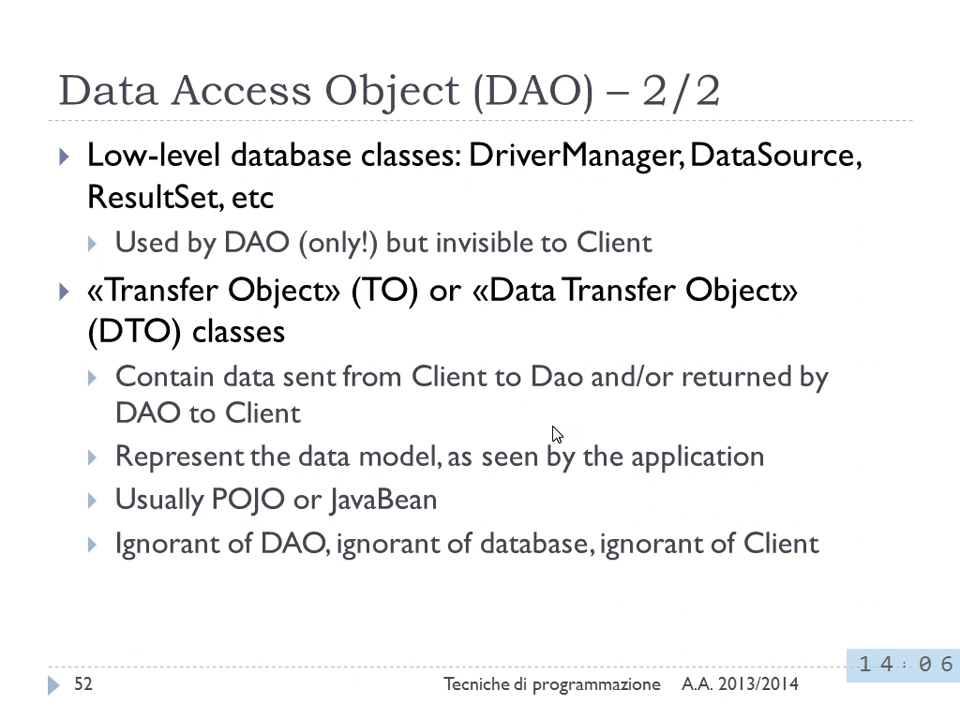 Data Access Object (DAO) – 2/2
Low-level database classes: DriverManager, DataSource,
ResultSet, etc
Used by DAO (only!) but invisible to Client
«Transfer Object» (TO) or «Data Transfer Object»
(DTO) classes
Contain data sent from Client to Dao and/or returned by
DAO to Client
Represent the data model, as seen by the application
Usually POJO or JavaBean
Ignorant of DAO, ignorant of database, ignorant of Client
52
Tecniche di programmazione A.A. 2013/2014
14:06